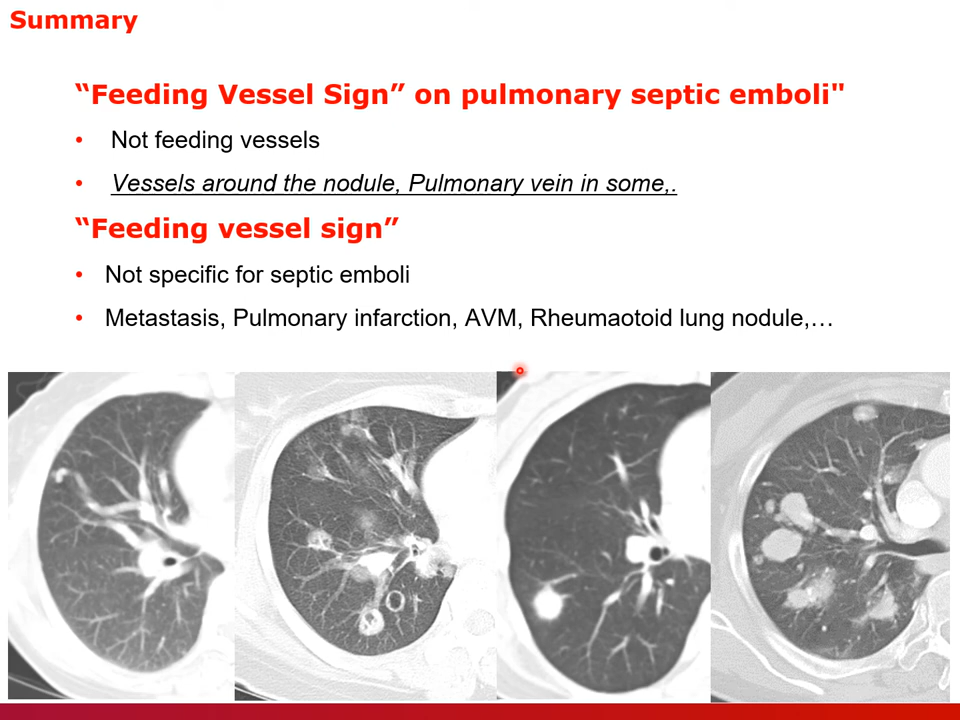 Summary
“Feeding Vessel Sign” on pulmonary septic emboli"
• Not feeding vessels
• Vessels around the nodule, Pulmonary vein in some,.
“Feeding vessel sign”
• Not specific for septic emboli
• Metastasis, Pulmonary infarction, AVM, Rheumaotoid lung nodule,…